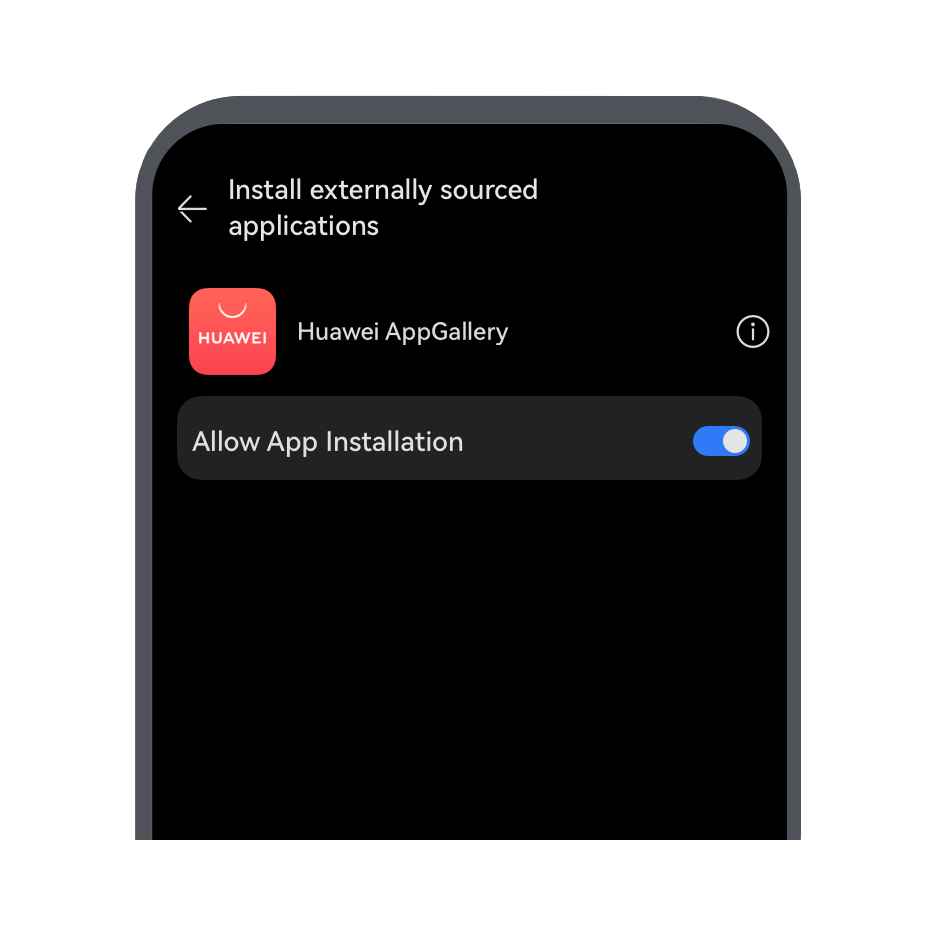 Install externally sourced
applications
HUAWEI
Huawei AppGallery
Allow App Installation